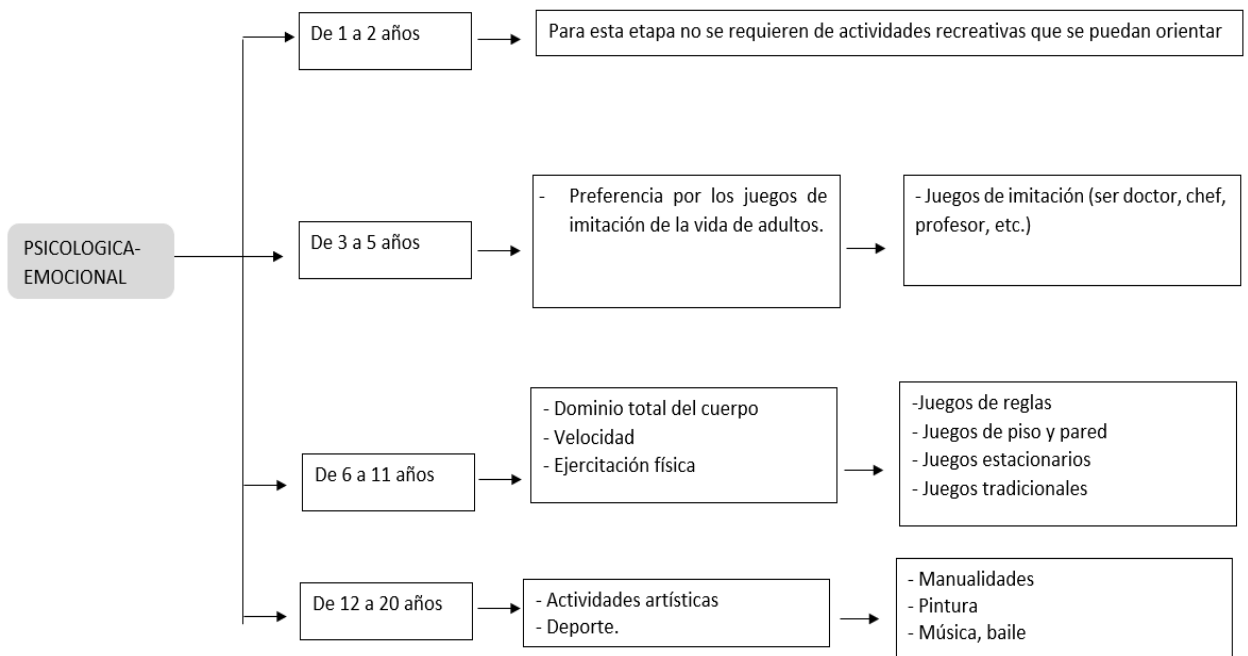 De 1 a 2 años
Para esta etapa no se requieren de actividades recreativas que se puedan orientar
PSICOLOGICA-
EMOCIONAL
De 3 a 5 años
- Preferencia por los juegos de
imitación de la vida de adultos.
- Juegos de imitación (ser doctor, chef,
profesor, etc.)
De 6 a 11 años
- Dominio total del cuerpo
- Velocidad
- Ejercitación física
-Juegos de reglas
- Juegos de piso y pared
- Juegos estacionarios
- Juegos tradicionales
De 12 a 20 años
- Actividades artísticas
- Deporte.
- Manualidades
- Pintura
- Música, baile